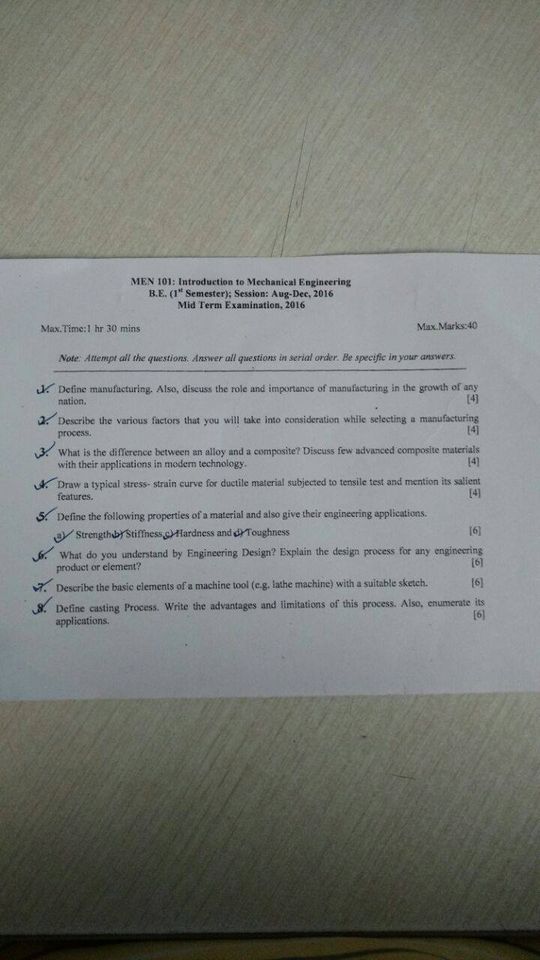 MEN 101: Introduction to Mechanical Engineering
B.E. (1st Semester); Session: Aug-Dec, 2016
Mid Term Examination, 2016
Max.Time:1 hr 30 mins Max.Marks:40
Note: Attempt all the questions. Answer all questions in serial order. Be specific in your answers.
1. Define manufacturing. Also, discuss the role and importance of manufacturing in the growth of any
nation. [4]
2. Describe the various factors that you will take into consideration while selecting a manufacturing
process. [4]
3. What is the difference between an alloy and a composite? Discuss few advanced composite materials
with their applications in modern technology. [4]
4. Draw a typical stress- strain curve for ductile material subjected to tensile test and mention its salient
features. [4]
5. Define the following properties of a material and also give their engineering applications.
a) Strength b) Stiffness c) Hardness and d) Toughness [6]
6. What do you understand by Engineering Design? Explain the design process for any engineering
product or element? [6]
7. Describe the basic elements of a machine tool (e.g. lathe machine) with a suitable sketch. [6]
8. Define casting Process. Write the advantages and limitations of this process. Also, enumerate its
applications. [6]